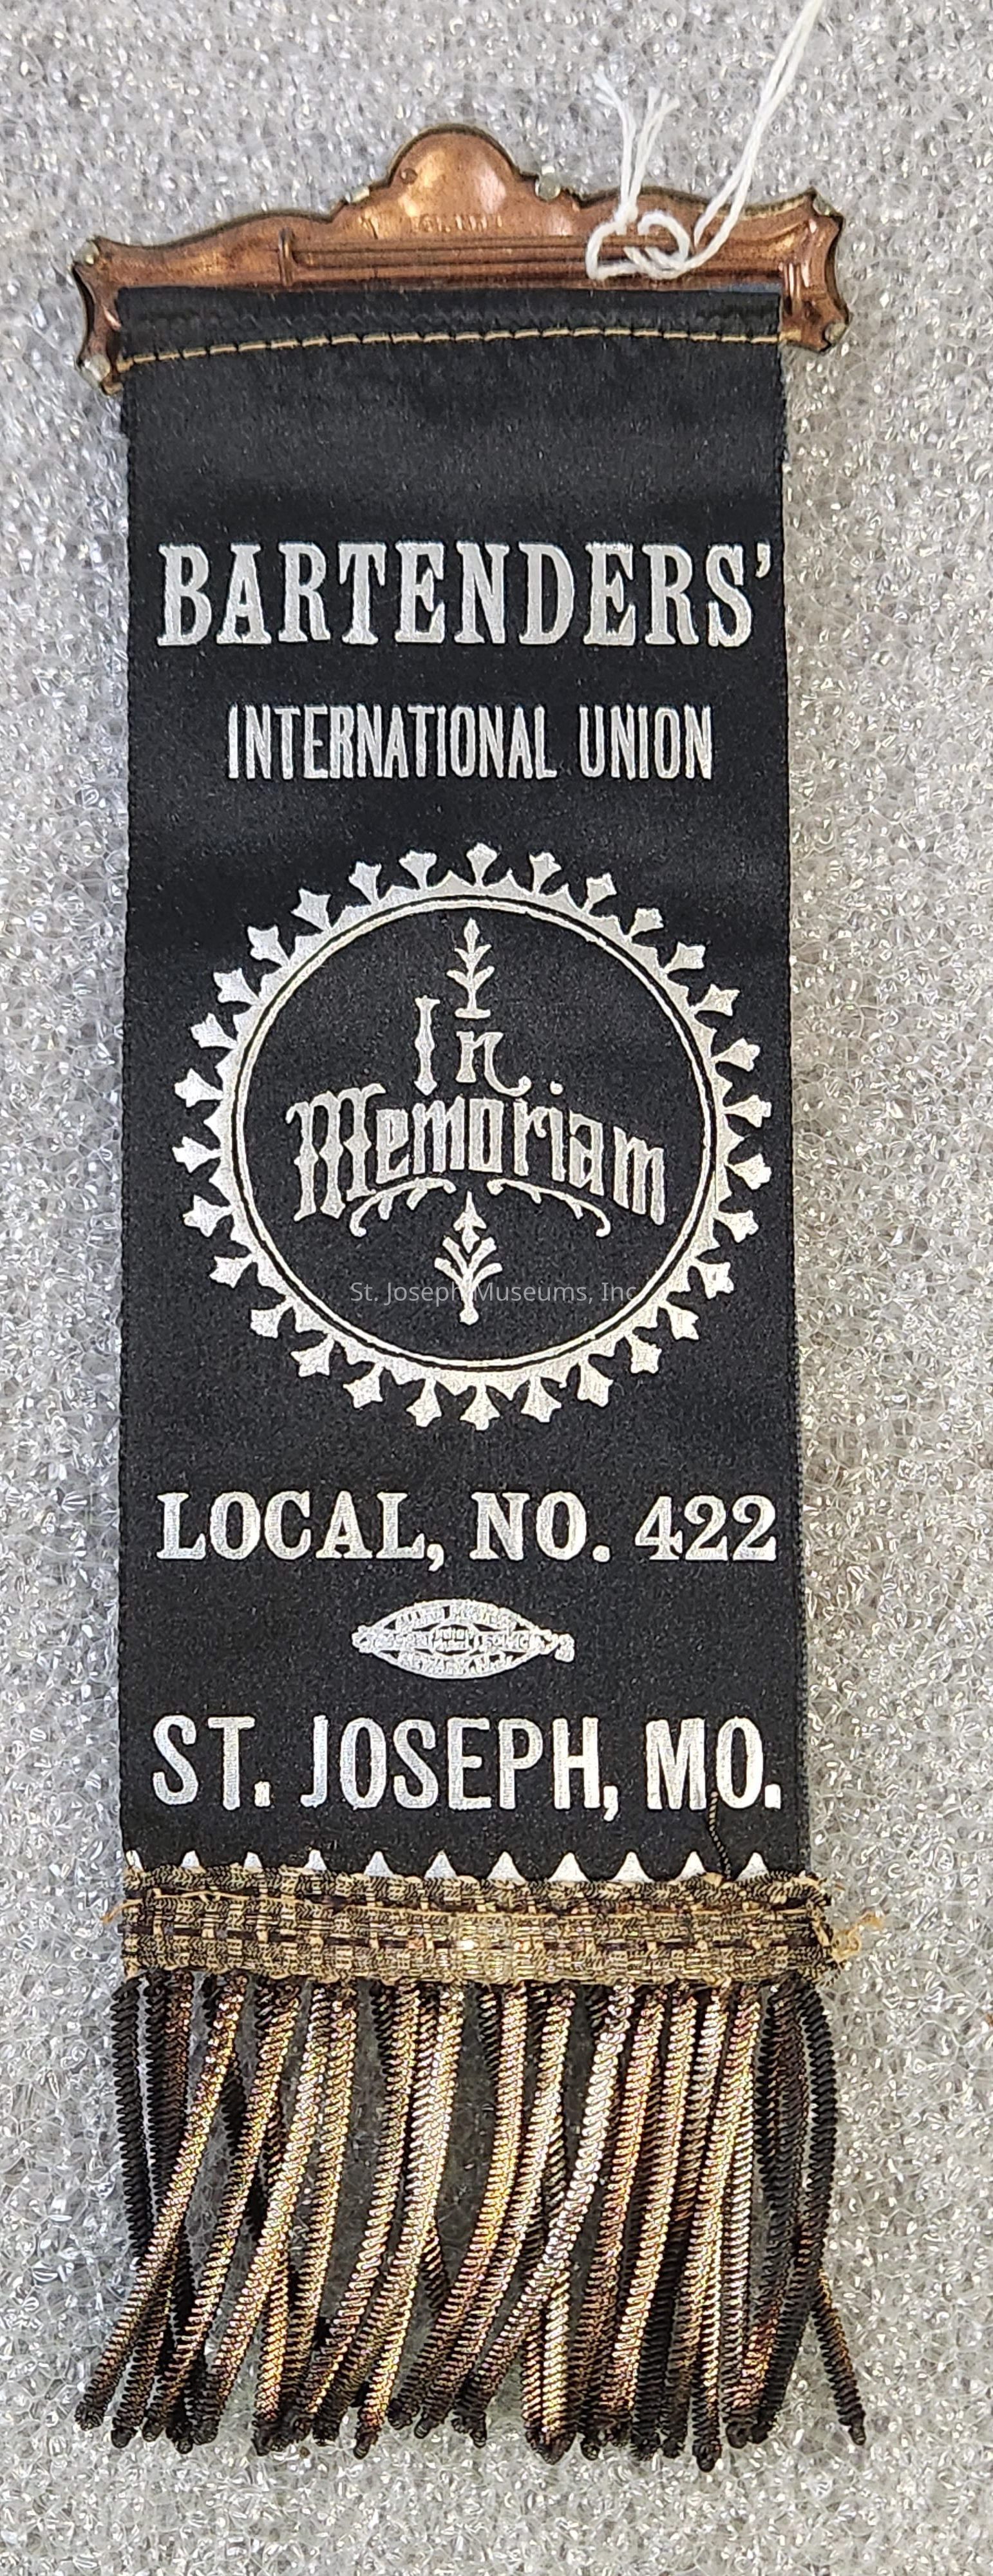 BARTENDERS'
INTERNATIONAL UNION
In
Memoriam
St. Joseph Museums, Inc
LOCAL, NO. 422
ST. JOSEPH, MO.